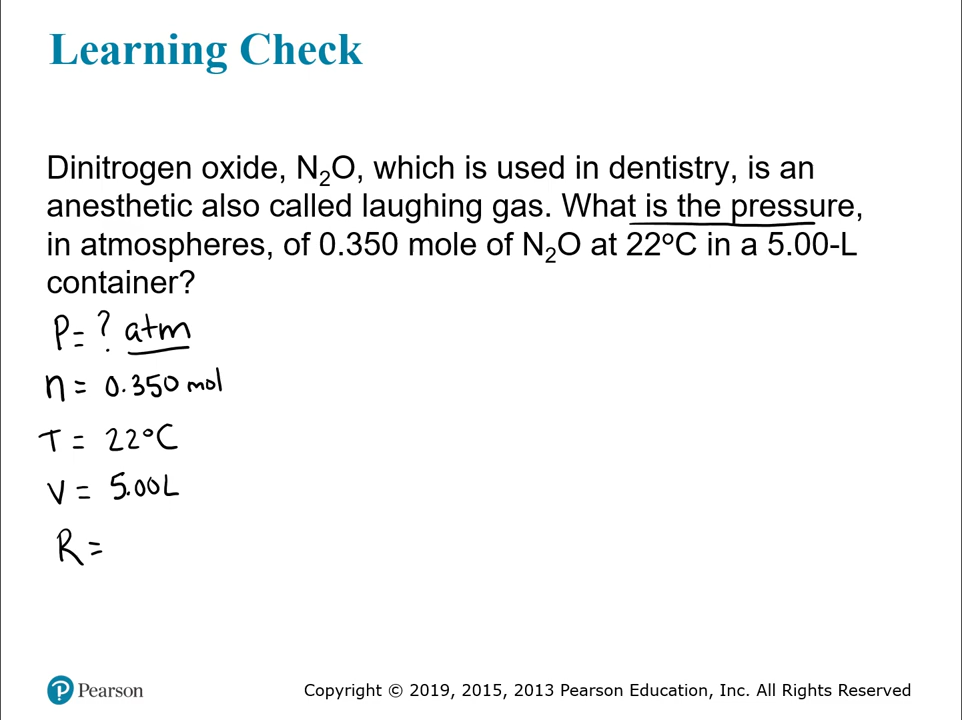 Learning Check
Dinitrogen oxide, N₂O, which is used in dentistry, is an
anesthetic also called laughing gas. What is the pressure,
in atmospheres, of 0.350 mole of N₂O at 22°C in a 5.00-L
container?
P= ? atm
n = 0.350 mol
T = 22°C
V = 5.00L
R =
Pearson
Copyright © 2019, 2015, 2013 Pearson Education, Inc. All Rights Reserved